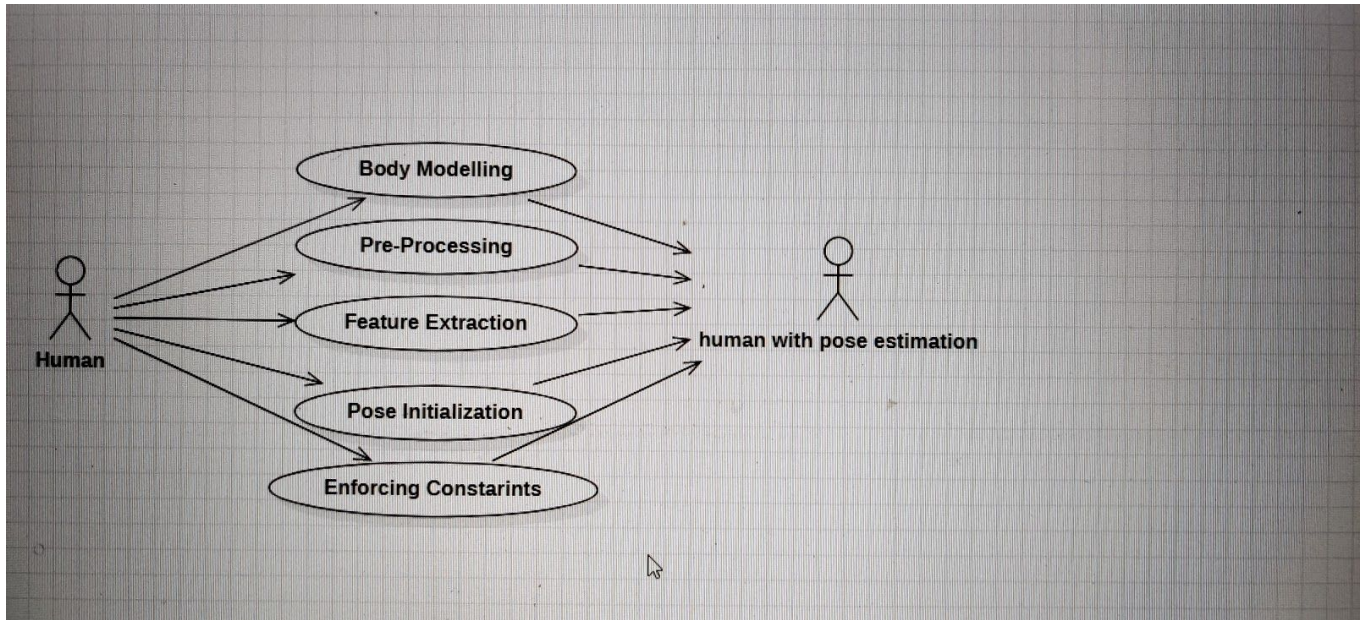 Body Modelling
Pre-Processing
Feature Extraction
Pose Initialization
Enforcing Constarints
Human
human with pose estimation